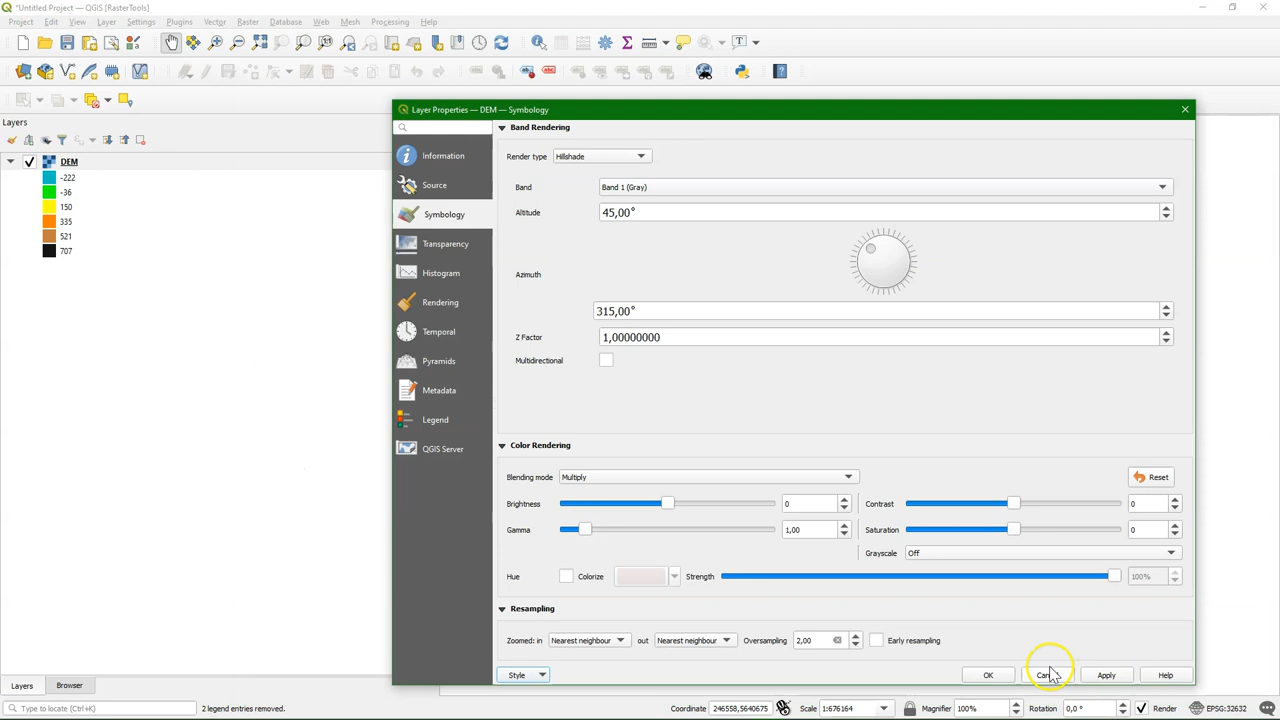 *Untitled Project — QGIS [RasterTools]
Project Edit View Layer Settings Plugins Vector Raster Database Web Mesh Processing Help
Layers
DEM
-222
-36
150
335
521
707
Layer Properties — DEM — Symbology
Information
Source
Symbology
Transparency
Histogram
Rendering
Temporal
Pyramids
Metadata
Legend
QGIS Server
Band Rendering
Render type Hillshade
Band Band 1 (Gray)
Altitude 45,00°
Azimuth
315,00°
Z Factor 1,00000000
Multidirectional
Color Rendering
Blending mode Multiply Reset
Brightness 0 Contrast 0
Gamma 1,00 Saturation 0
Grayscale Off
Hue Colorize Strength 100%
Resampling
Zoomed: in Nearest neighbour out Nearest neighbour Oversampling 2,00 Early resampling
Style OK Apply Help
Layers Browser
Type to locate (Ctrl+K) 2 legend entries removed. Coordinate 246558,5640675 Scale 1:676164 Magnifier 100% Rotation 0,0 ° Render EPSG:32632